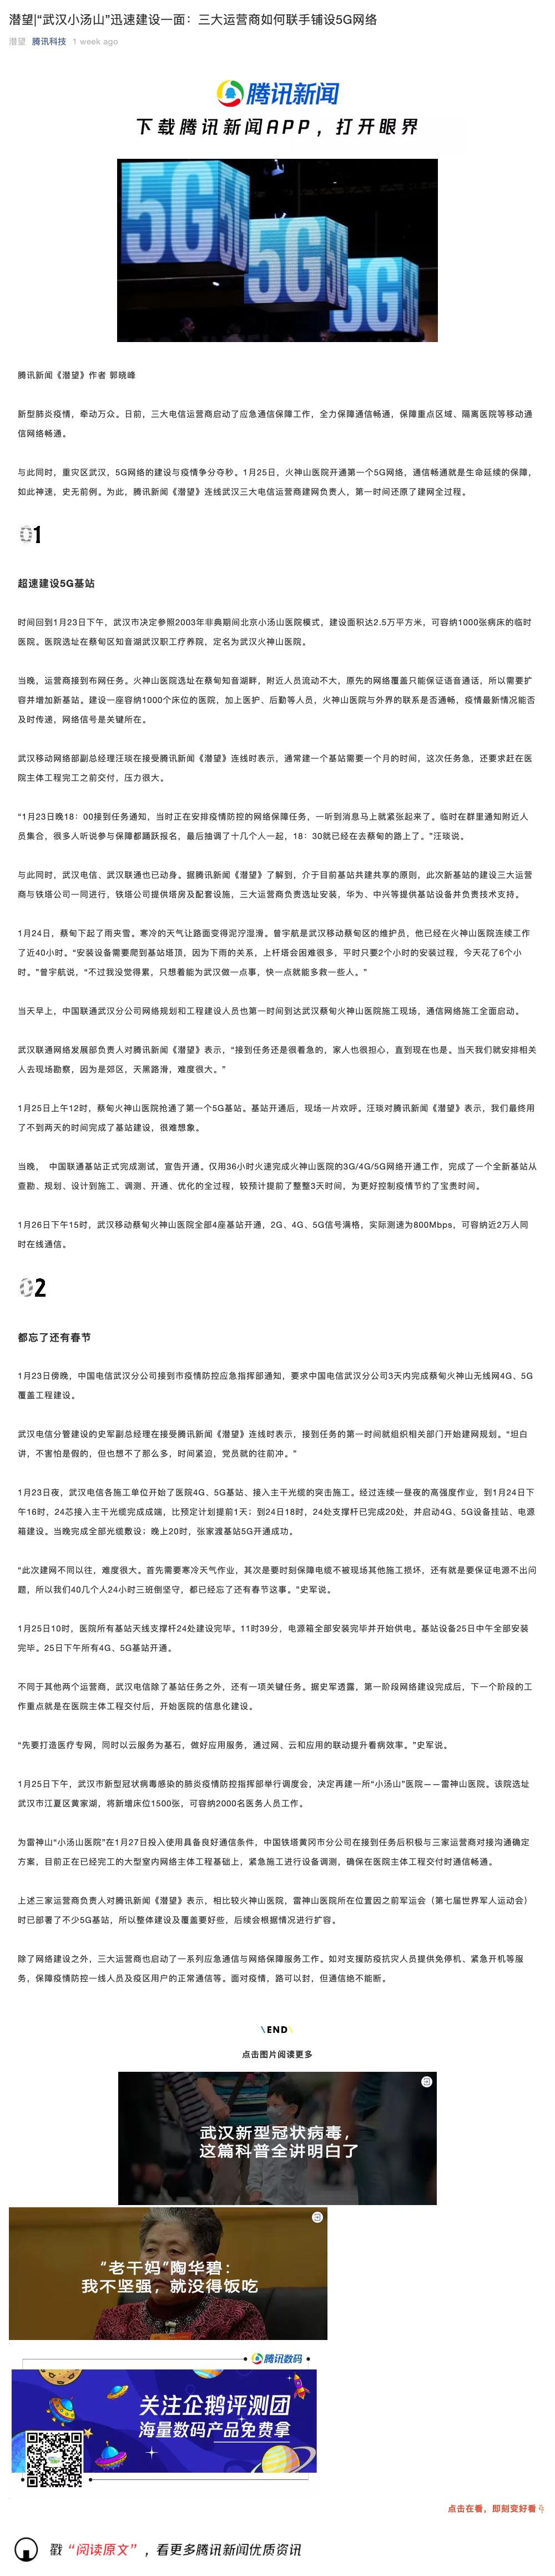 潜望|“武汉小汤山”迅速建设一面：三大运营商如何联手铺设5G网络
潜望 腾讯科技 1 week ago
腾讯新闻
下载腾讯新闻APP，打开眼界
5G
5G
5G
腾讯新闻《潜望》作者 郭晓峰
新型肺炎疫情，牵动万众。日前，三大电信运营商启动了应急通信保障工作，全力保障通信畅通，保障重点区域、隔离医院等移动通
信网络畅通。
与此同时，重灾区武汉，5G网络的建设与疫情争分夺秒。1月25日，火神山医院开通第一个5G网络，通信畅通就是生命延续的保障，
如此神速，史无前例。为此，腾讯新闻《潜望》连线武汉三大电信运营商建网负责人，第一时间还原了建网全过程。
01
超速建设5G基站
时间回到1月23日下午，武汉市决定参照2003年非典期间北京小汤山医院模式，建设面积达2.5万平方米，可容纳1000张病床的临时
医院。医院选址在蔡甸区知音湖武汉职工疗养院，定名为武汉火神山医院。
当晚，运营商接到布网任务。火神山医院选址在蔡甸知音湖畔，附近人员流动不大，原先的网络覆盖只能保证语音通话，所以需要扩
容并增加新基站。建设一座容纳1000个床位的医院，加上医护、后勤等人员，火神山医院与外界的联系是否通畅，疫情最新情况能否
及时传递，网络信号是关键所在。
武汉移动网络部副总经理汪琰在接受腾讯新闻《潜望》连线时表示，通常建一个基站需要一个月的时间，这次任务急，还要求赶在医
院主体工程完工之前交付，压力很大。
“1月23日晚18：00接到任务通知，当时正在安排疫情防控的网络保障任务，一听到消息马上就紧张起来了。临时在群里通知附近人
员集合，很多人听说参与保障都踊跃报名，最后抽调了十几个人一起，18：30就已经在去蔡甸的路上了。”汪琰说。
与此同时，武汉电信、武汉联通也已动身。据腾讯新闻《潜望》了解到，介于目前基站共建共享的原则，此次新基站的建设三大运营
商与铁塔公司一同进行，铁塔公司提供塔房及配套设施，三大运营商负责选址安装，华为、中兴等提供基站设备并负责技术支持。
1月24日，蔡甸下起了雨夹雪。寒冷的天气让路面变得泥泞湿滑。曾宇航是武汉移动蔡甸区的维护员，他已经在火神山医院连续工作
了近40小时。“安装设备需要爬到基站塔顶，因为下雨的关系，上杆塔会困难很多，平时只要2个小时的安装过程，今天花了6个小
时。”曾宇航说，“不过我没觉得累，只想着能为武汉做一点事，快一点就能多救一些人。”
当天早上，中国联通武汉分公司网络规划和工程建设人员也第一时间到达武汉蔡甸火神山医院施工现场，通信网络施工全面启动。
武汉联通网络发展部负责人对腾讯新闻《潜望》表示，“接到任务还是很着急的，家人也很担心，直到现在也是。当天我们就安排相关
人去现场勘察，因为是郊区，天黑路滑，难度很大。”
1月25日上午12时，蔡甸火神山医院抢通了第一个5G基站。基站开通后，现场一片欢呼。汪琰对腾讯新闻《潜望》表示，我们最终用
了不到两天的时间完成了基站建设，很难想象。
当晚， 中国联通基站正式完成测试，宣告开通。仅用36小时火速完成火神山医院的3G/4G/5G网络开通工作，完成了一个全新基站从
查勘、规划、设计到施工、调测、开通、优化的全过程，较预计提前了整整3天时间，为更好控制疫情节约了宝贵时间。
1月26日下午15时，武汉移动蔡甸火神山医院全部4座基站开通，2G、4G、5G信号满格，实际测速为800Mbps，可容纳近2万人同
时在线通信。
02
都忘了还有春节
1月23日傍晚，中国电信武汉分公司接到市疫情防控应急指挥部通知，要求中国电信武汉分公司3天内完成蔡甸火神山无线网4G、5G
覆盖工程建设。
武汉电信分管建设的史军副总经理在接受腾讯新闻《潜望》连线时表示，接到任务的第一时间就组织相关部门开始建网规划。“坦白
讲，不害怕是假的，但也想不了那么多，时间紧迫，党员就的往前冲。”
1月23日夜，武汉电信各施工单位开始了医院4G、5G基站、接入主干光缆的突击施工。经过连续一昼夜的高强度作业，到1月24日下
午16时，24芯接入主干光缆完成成端，比预定计划提前1天；到24日18时，24处支撑杆已完成20处，并启动4G、5G设备挂站、电源
箱建设。当晚完成全部光缆敷设；晚上20时，张家渡基站5G开通成功。
“此次建网不同以往，难度很大。首先需要寒冷天气作业，其次是要时刻保障电缆不被现场其他施工损坏，还有就是要保证电源不出问
题，所以我们40几个人24小时三班倒坚守，都已经忘了还有春节这事。”史军说。
1月25日10时，医院所有基站天线支撑杆24处建设完毕。11时39分，电源箱全部安装完毕并开始供电。基站设备25日中午全部安装
完毕。25日下午所有4G、5G基站开通。
不同于其他两个运营商，武汉电信除了基站任务之外，还有一项关键任务。据史军透露，第一阶段网络建设完成后，下一个阶段的工
作重点就是在医院主体工程交付后，开始医院的信息化建设。
“先要打造医疗专网，同时以云服务为基石，做好应用服务，通过网、云和应用的联动提升看病效率。”史军说。
1月25日下午，武汉市新型冠状病毒感染的肺炎疫情防控指挥部举行调度会，决定再建一所“小汤山”医院——雷神山医院。该院选址
武汉市江夏区黄家湖，将新增床位1500张，可容纳2000名医务人员工作。
为雷神山“小汤山医院”在1月27日投入使用具备良好通信条件，中国铁塔黄冈市分公司在接到任务后积极与三家运营商对接沟通确定
方案，目前正在已经完工的大型室内网络主体工程基础上，紧急施工进行设备调测，确保在医院主体工程交付时通信畅通。
上述三家运营商负责人对腾讯新闻《潜望》表示，相比较火神山医院，雷神山医院所在位置因之前军运会（第七届世界军人运动会）
时已部署了不少5G基站，所以整体建设及覆盖要好些，后续会根据情况进行扩容。
除了网络建设之外，三大运营商也启动了一系列应急通信与网络保障服务工作。如对支援防疫抗灾人员提供免停机、紧急开机等服
务，保障疫情防控一线人员及疫区用户的正常通信等。面对疫情，路可以封，但通信绝不能断。
\END\
点击图片阅读更多
武汉新型冠状病毒，
这篇科普全讲明白了
“老干妈”陶华碧：
我不坚强，就没得饭吃
腾讯数码
关注企鹅评测团
海量数码产品免费拿
点击在看，即刻变好看
戳“阅读原文”，看更多腾讯新闻优质资讯